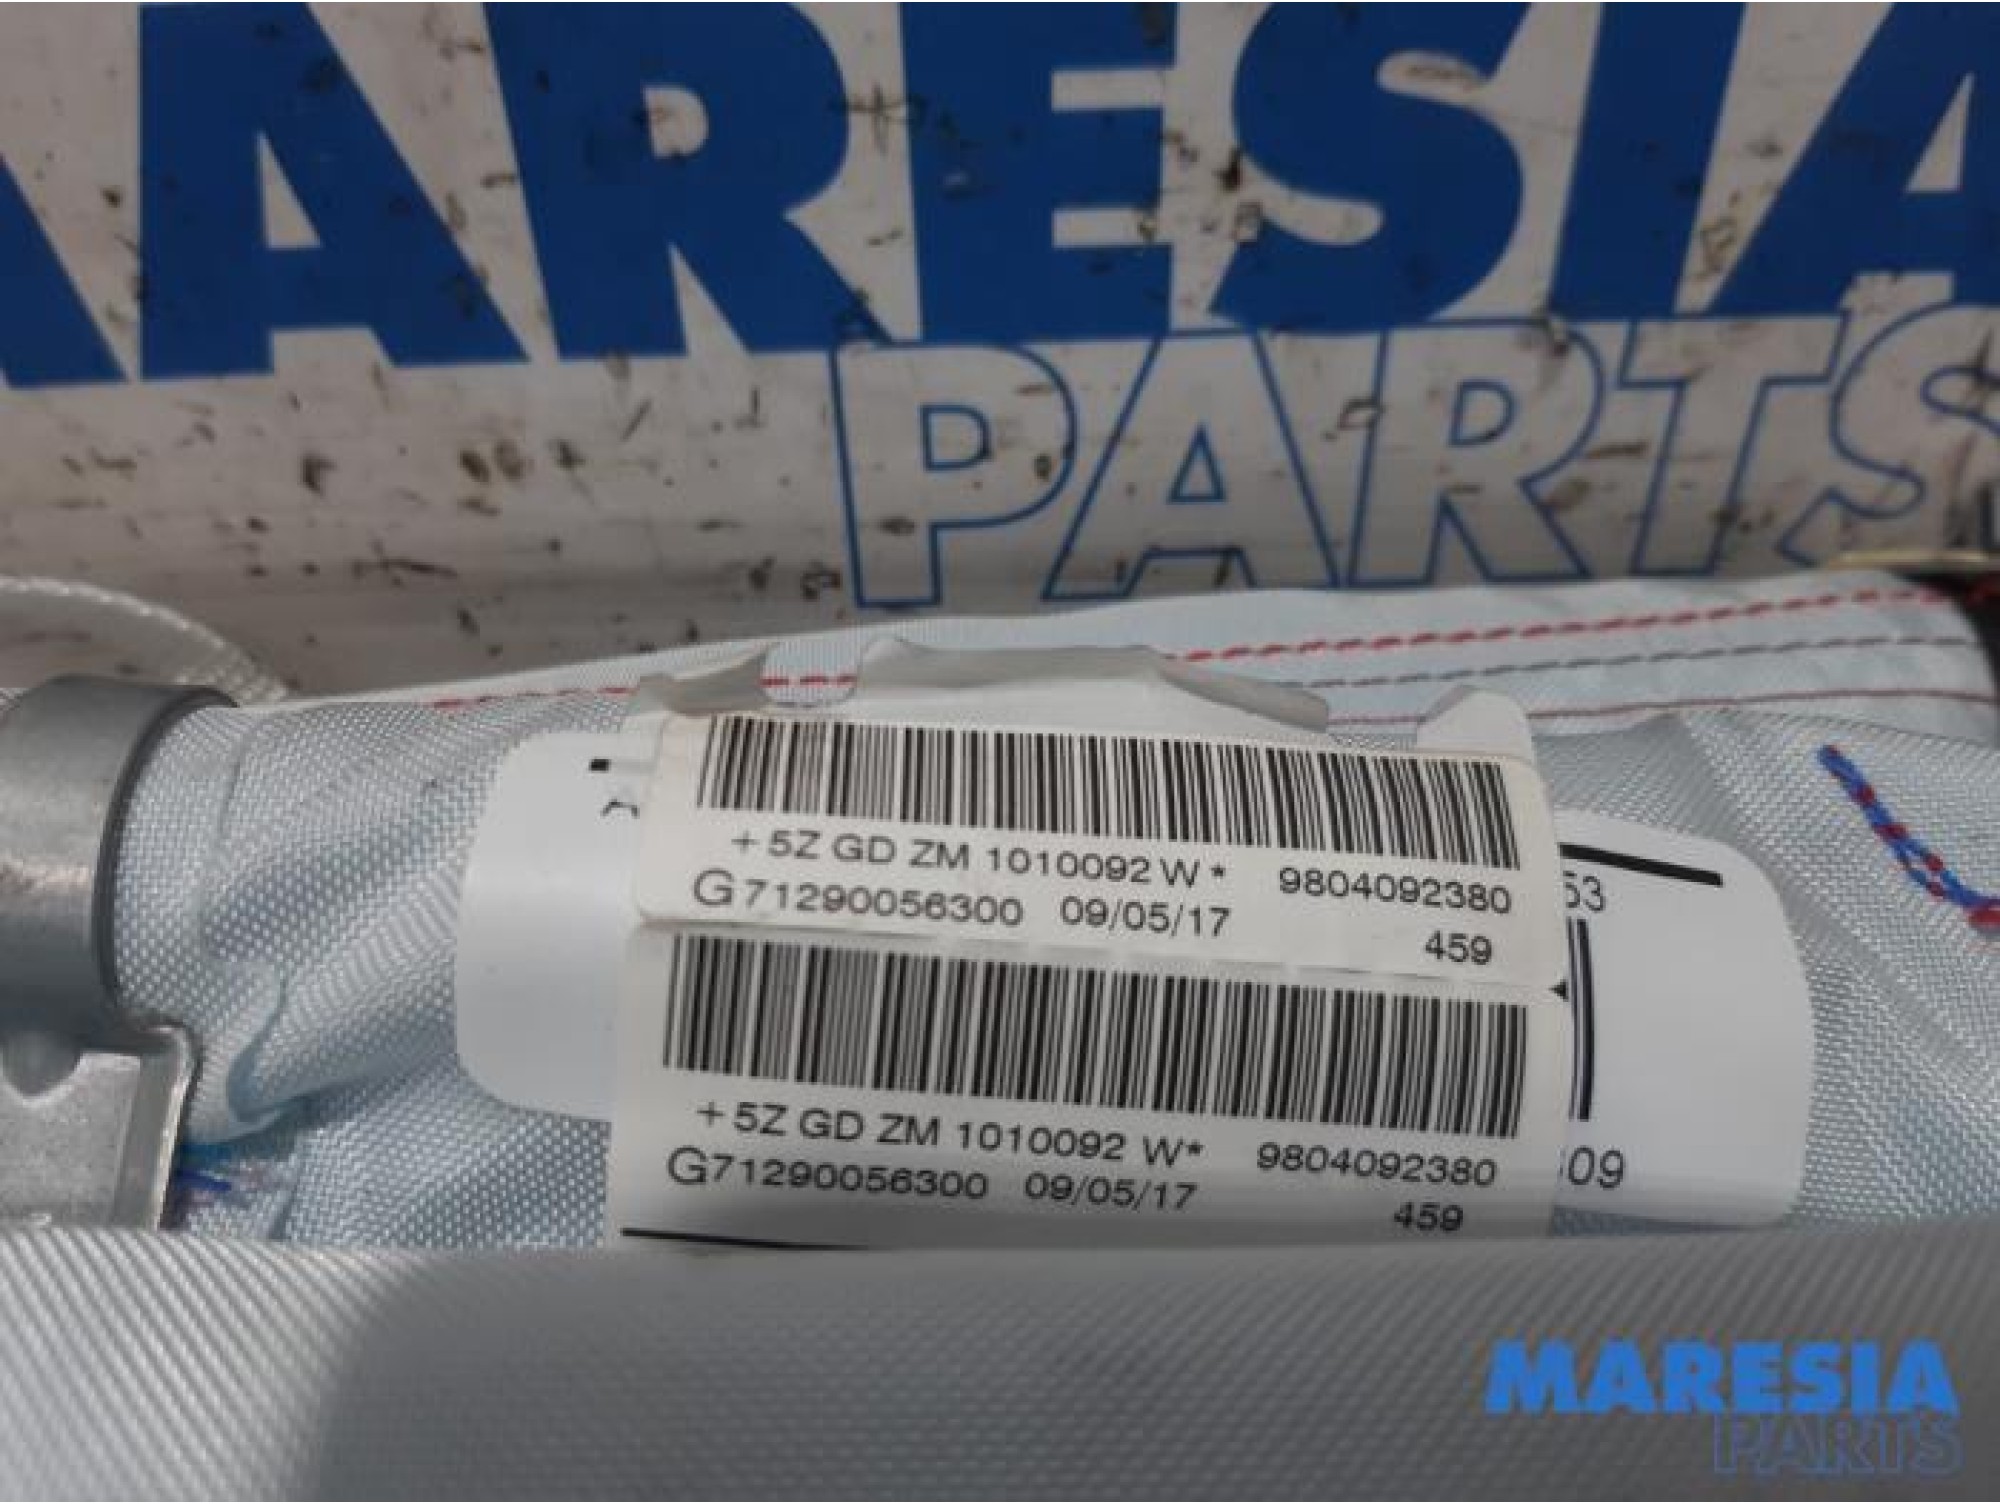 ARESIA
PARTS
+5Z GD ZM 1010092 W* 9804092380
G71290056300 09/05/17
459
53
+5Z GD ZM 1010092 W* 9804092380
G71290056300 09/05/17
459
09
MARESIA
PARTS